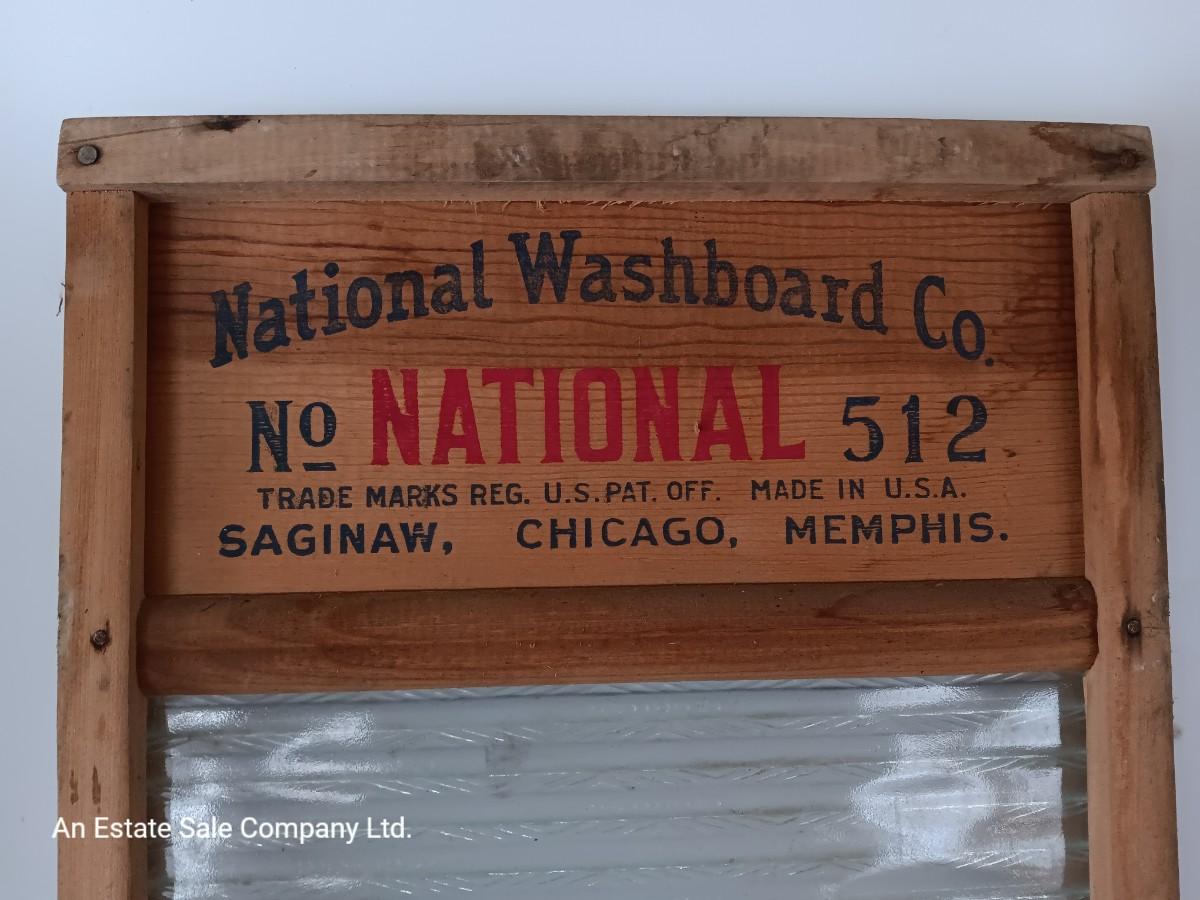 National Washboard Co.
No NATIONAL 512
TRADE MARKS REG. U.S. PAT. OFF. MADE IN U.S.A.
SAGINAW, CHICAGO, MEMPHIS.
An Estate Sale Company Ltd.